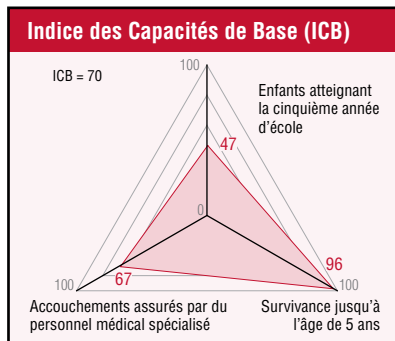 Indice des Capacités de Base (ICB)
100
ICB = 70
Enfants atteignant
la cinquième année
d'école
47
0
96
67
100
100
Accouchements assurés par du
personnel médical spécialisé
Survivance jusqu'à
l'âge de 5 ans